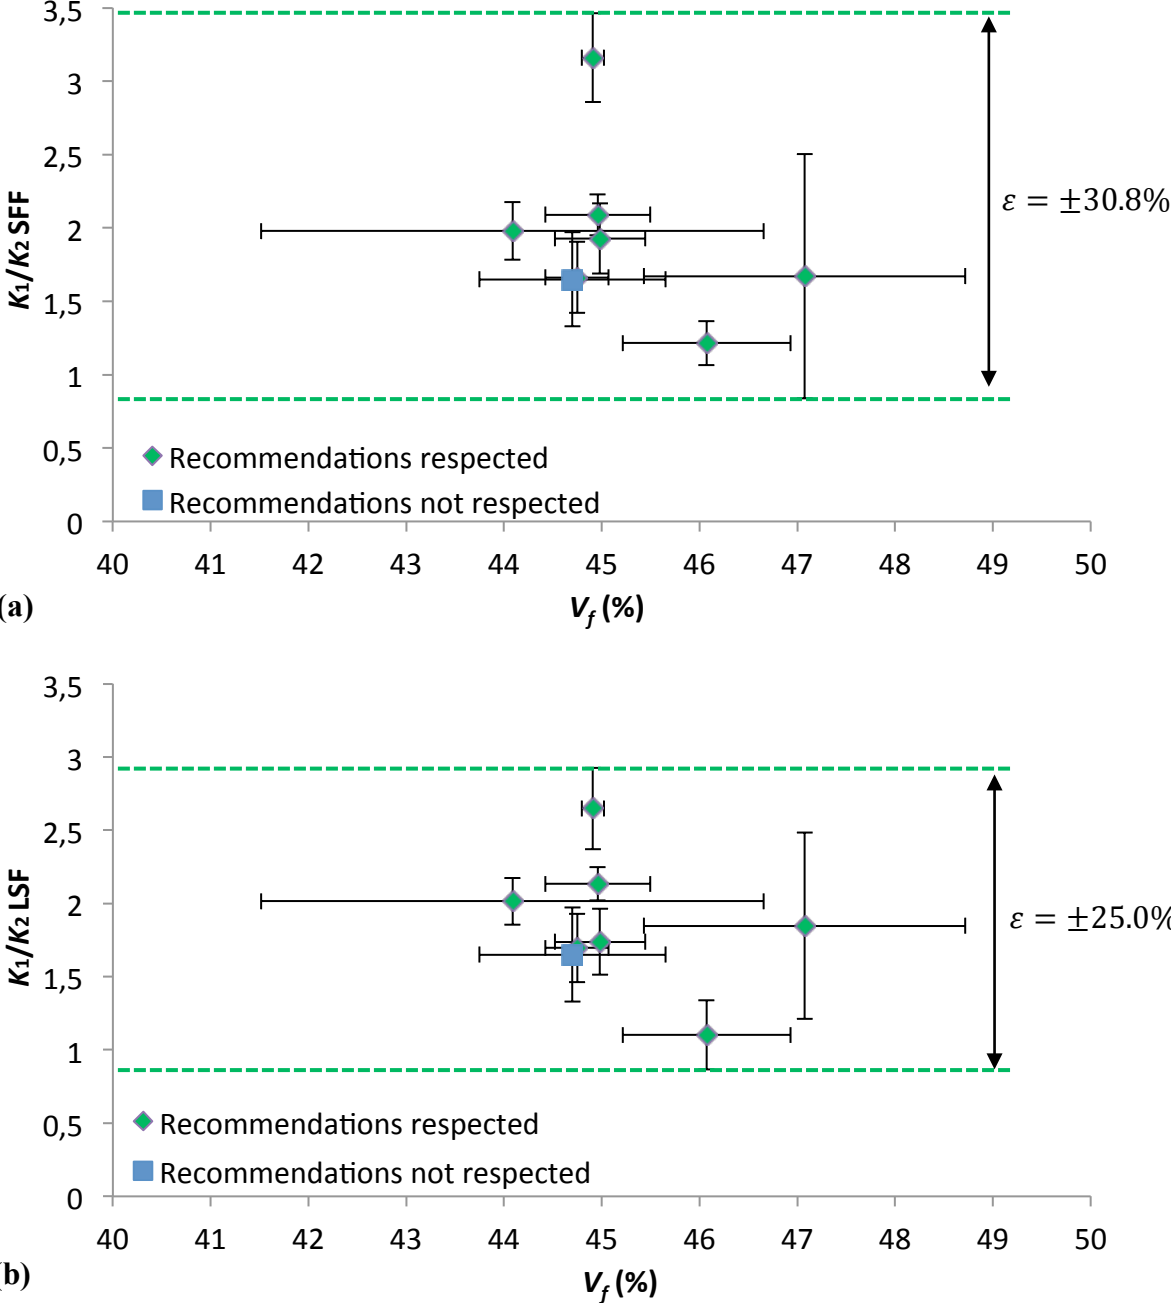 3,5
3
2,5
2
1,5
1
0,5
0
K1/K2 SFF
ε = ±30.8%
Recommendations respected
Recommendations not respected
40 41 42 43 44 45 46 47 48 49 50
(a)
Vf (%)
3,5
3
2,5
2
1,5
1
0,5
0
K1/K2 LSF
ε = ±25.0%
Recommendations respected
Recommendations not respected
40 41 42 43 44 45 46 47 48 49 50
(b)
Vf (%)